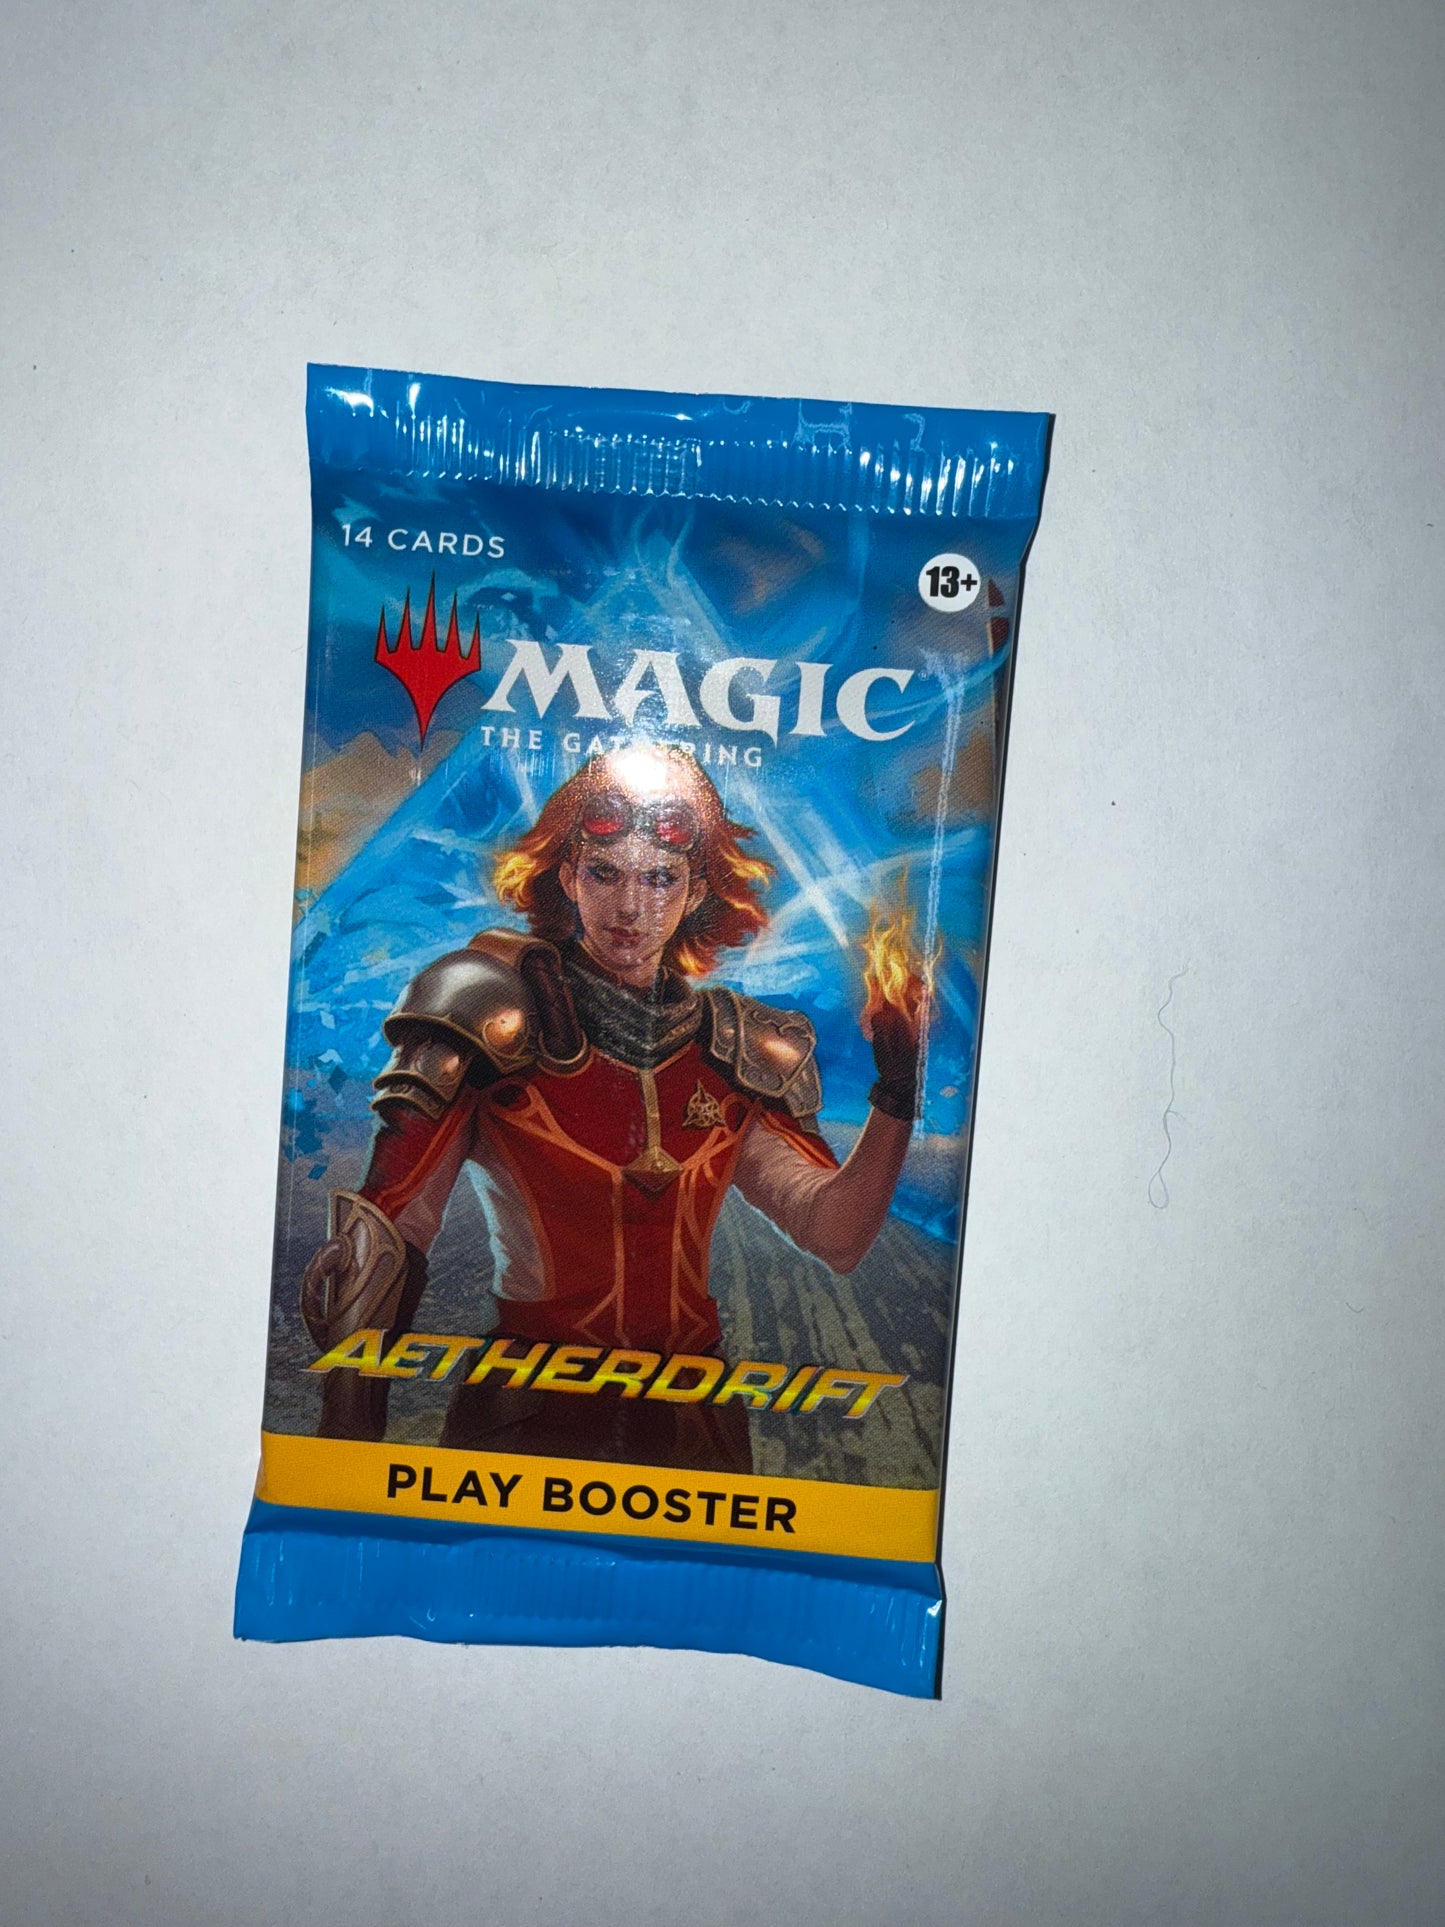 14 CARDS
13+
MAGIC
THE GATHERING
AETHERDRIFT
PLAY BOOSTER